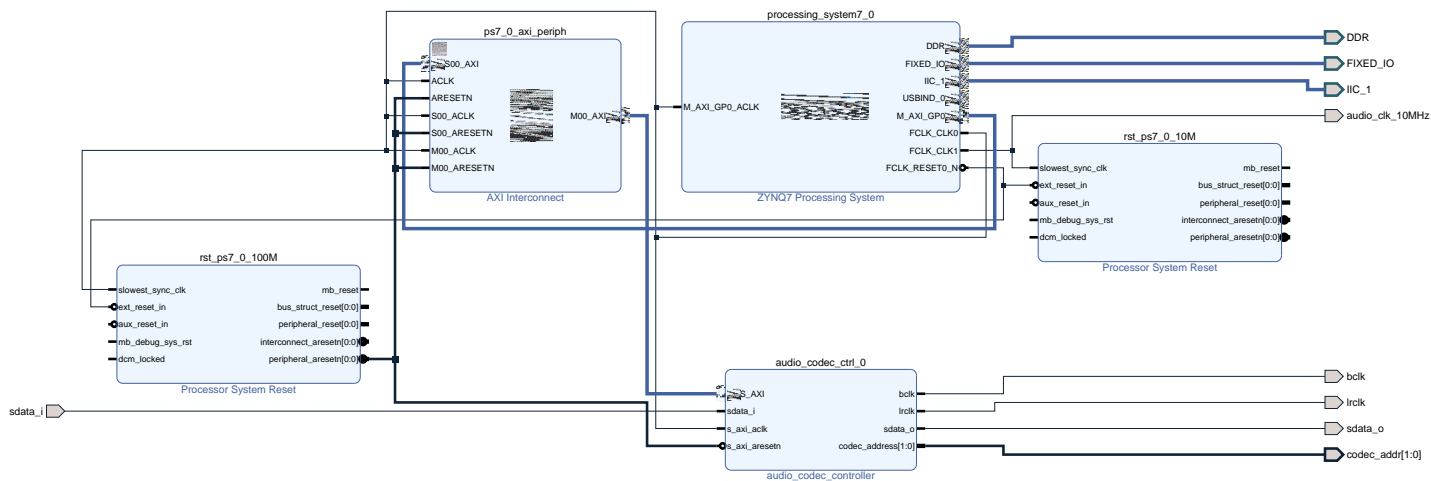 ps7_0_axi_periph
S00_AXI
ACLK
ARESETN
S00_ACLK
S00_ARESETN
M00_ACLK
M00_ARESETN
M00_AXI
AXI Interconnect
processing_system7_0
M_AXI_GP0_ACLK
DDR
FIXED_IO
IIC_1
USBIND_0
M_AXI_GP0
FCLK_CLK0
FCLK_CLK1
FCLK_RESET0_N
ZYNQ7 Processing System
DDR
FIXED_IO
IIC_1
audio_clk_10MHz
rst_ps7_0_10M
slowest_sync_clk
ext_reset_in
aux_reset_in
mb_debug_sys_rst
dcm_locked
mb_reset
bus_struct_reset[0:0]
peripheral_reset[0:0]
interconnect_aresetn[0:0]
peripheral_aresetn[0:0]
Processor System Reset
rst_ps7_0_100M
slowest_sync_clk
ext_reset_in
aux_reset_in
mb_debug_sys_rst
dcm_locked
mb_reset
bus_struct_reset[0:0]
peripheral_reset[0:0]
interconnect_aresetn[0:0]
peripheral_aresetn[0:0]
Processor System Reset
sdata_i
audio_codec_ctrl_0
S_AXI
sdata_i
s_axi_aclk
s_axi_aresetn
bclk
lrclk
sdata_o
codec_address[1:0]
audio_codec_controller
bclk
lrclk
sdata_o
codec_addr[1:0]